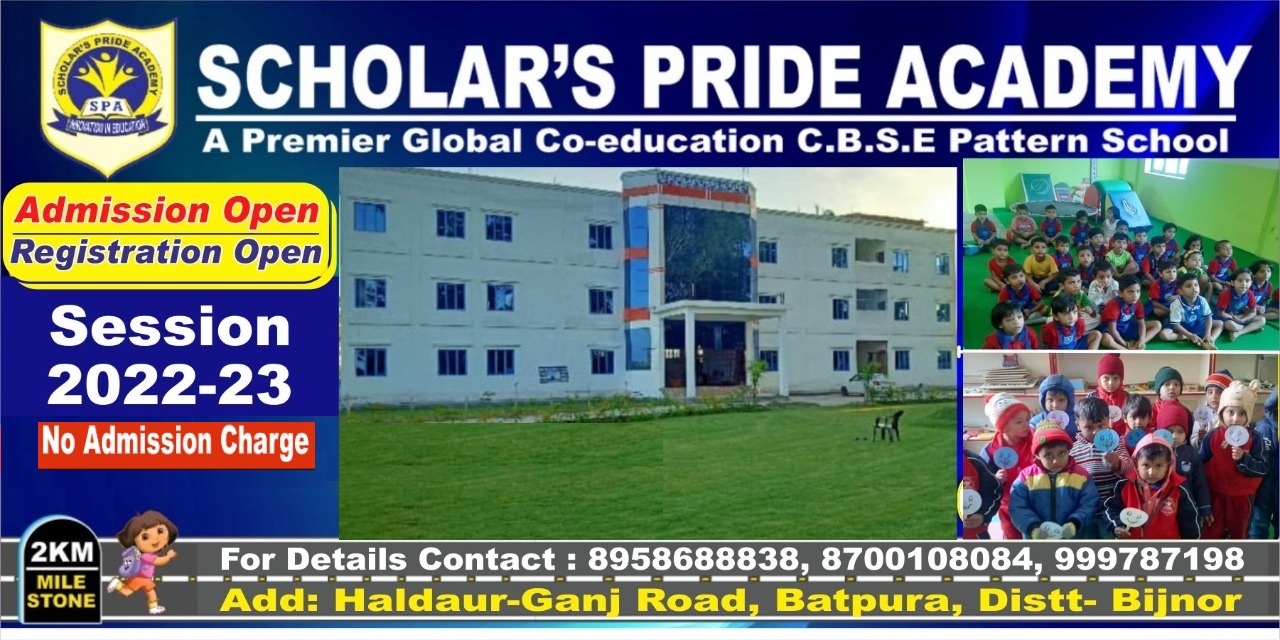 SCHOLAR'S PRIDE ACADEMY
SPA
INNOVATION IN EDUCATION
SCHOLAR'S PRIDE ACADEMY
A Premier Global Co-education C.B.S.E Pattern School
Admission Open
Registration Open
Session
2022-23
No Admission Charge
2KM
MILE
STONE
For Details Contact : 8958688838, 8700108084, 999787198
Add: Haldaur-Ganj Road, Batpura, Distt- Bijnor